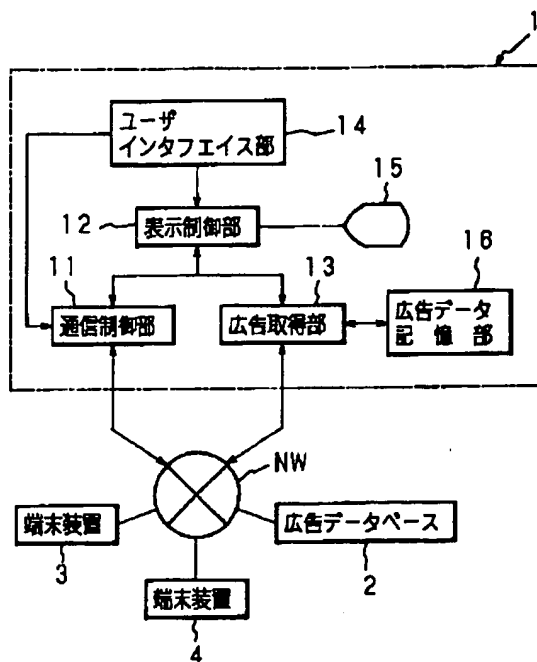 1
ユーザ
インタフエイス部
14
15
12
表示制御部
16
11
13
通信制御部
広告取得部
広告データ
記憶部
NW
端末装置
広告データベース
3
2
端末装置
4